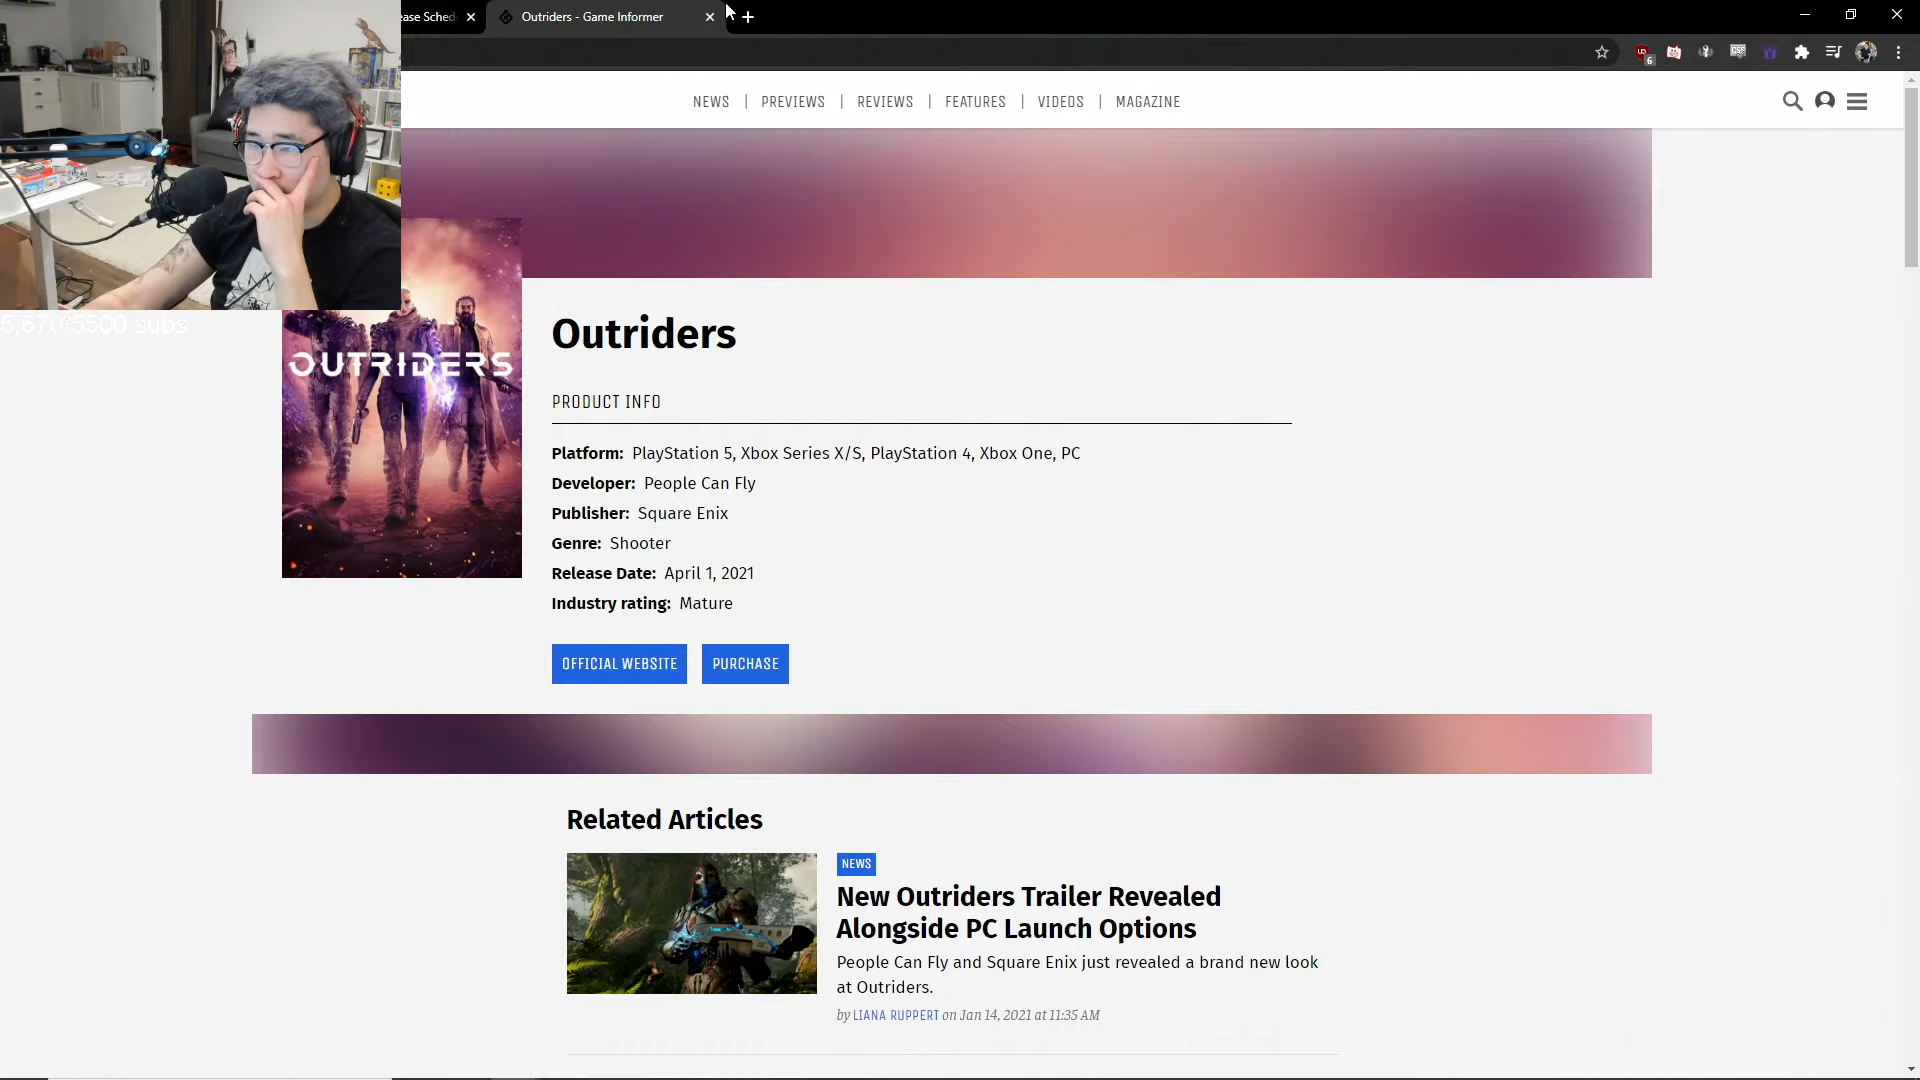 ease Sched
Outriders - Game Informer
6
NEWS | PREVIEWS | REVIEWS | FEATURES | VIDEOS | MAGAZINE
OUTRIDERS
Outriders
PRODUCT INFO
Platform: PlayStation 5, Xbox Series X/S, PlayStation 4, Xbox One, PC
Developer: People Can Fly
Publisher: Square Enix
Genre: Shooter
Release Date: April 1, 2021
Industry rating: Mature
OFFICIAL WEBSITE PURCHASE
Related Articles
NEWS
New Outriders Trailer Revealed
Alongside PC Launch Options
People Can Fly and Square Enix just revealed a brand new look
at Outriders.
by LIANA RUPPERT on Jan 14, 2021 at 11:35 AM